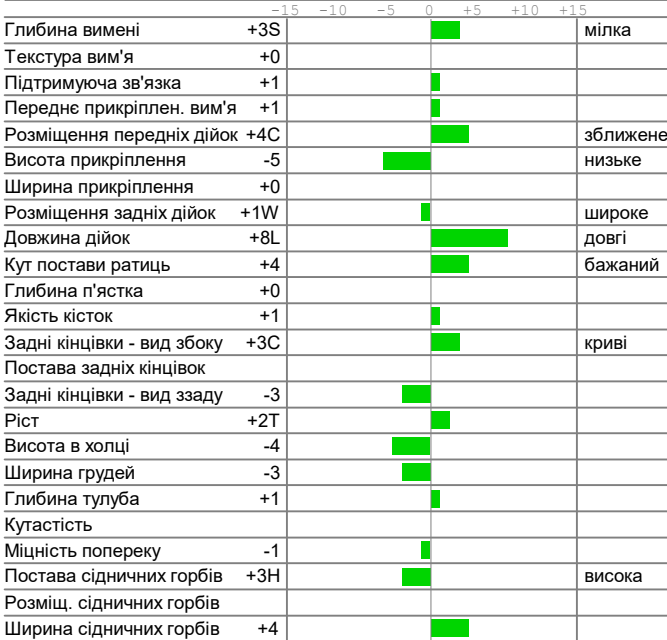 -15 -10 -5 0 +5 +10 +15
Глибина вимені +3S мілка
Текстура вим'я +0
Підтримуюча зв'язка +1
Переднє прикріплен. вим'я +1
Розміщення передніх дійок +4C зближене
Висота прикріплення -5 низьке
Ширина прикріплення +0
Розміщення задніх дійок +1W широке
Довжина дійок +8L довгі
Кут постави ратиць +4 бажаний
Глибина п'ястка +0
Якість кісток +1
Задні кінцівки - вид збоку +3C криві
Постава задніх кінцівок
Задні кінцівки - вид ззаду -3
Ріст +2T
Висота в холці -4
Ширина грудей -3
Глибина тулуба +1
Кутастість
Міцність попереку -1
Постава сідничних горбів +3H висока
Розміщ. сідничних горбів
Ширина сідничних горбів +4